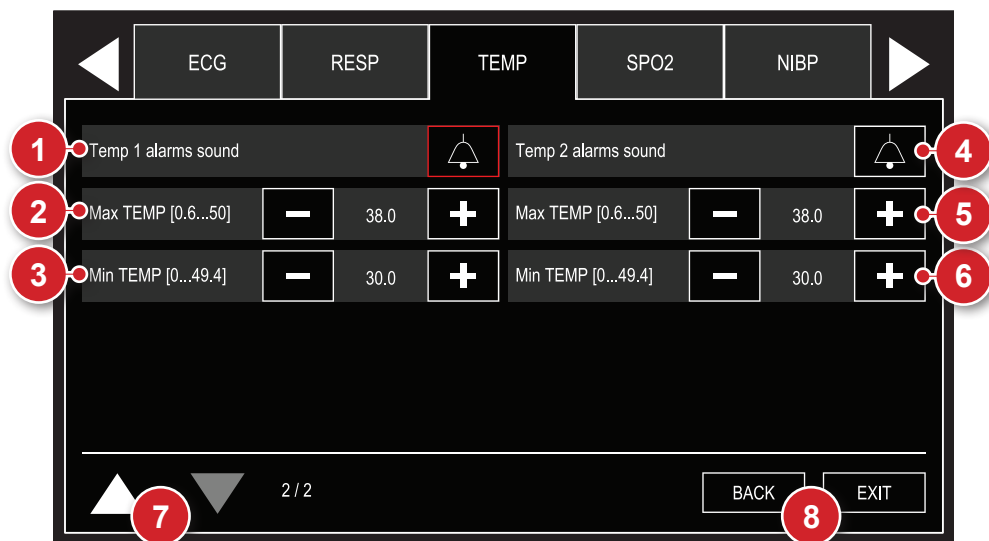 ECG RESP TEMP SPO2 NIBP
1 Temp 1 alarms sound Temp 2 alarms sound 4
2 Max TEMP [0.6...50] 38.0 Max TEMP [0.6...50] 38.0 5
3 Min TEMP [0...49.4] 30.0 Min TEMP [0...49.4] 30.0 6
2 / 2 BACK EXIT
7 8